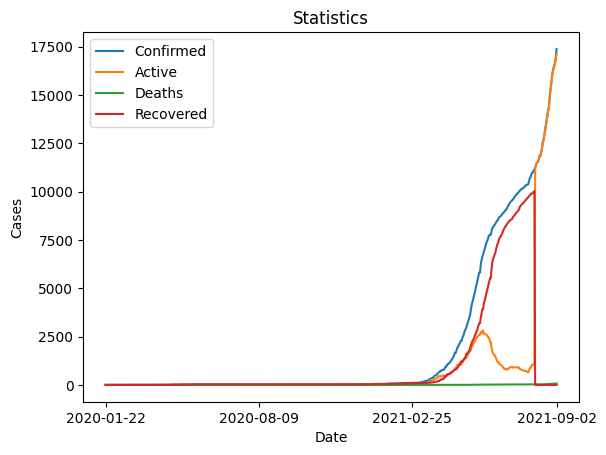 Statistics
Confirmed
Active
Deaths
Recovered
17500
15000
12500
10000
7500
5000
2500
0
Cases
2020-01-22
2020-08-09
2021-02-25
2021-09-02
Date